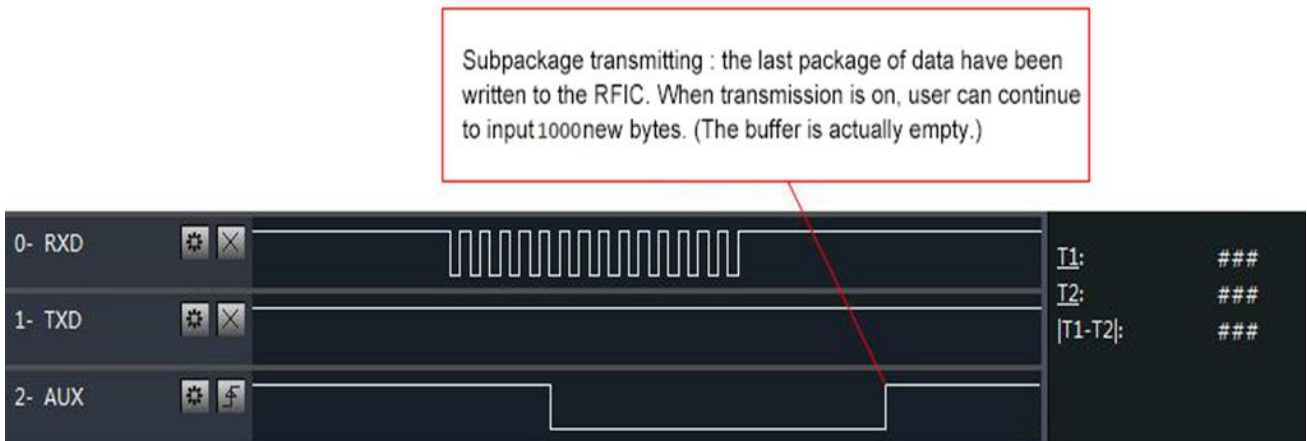 Subpackage transmitting : the last package of data have been
written to the RFIC. When transmission is on, user can continue
to input 1000 new bytes. (The buffer is actually empty.)
0- RXD
T1: ###
1- TXD
T2: ###
|T1-T2|: ###
2- AUX